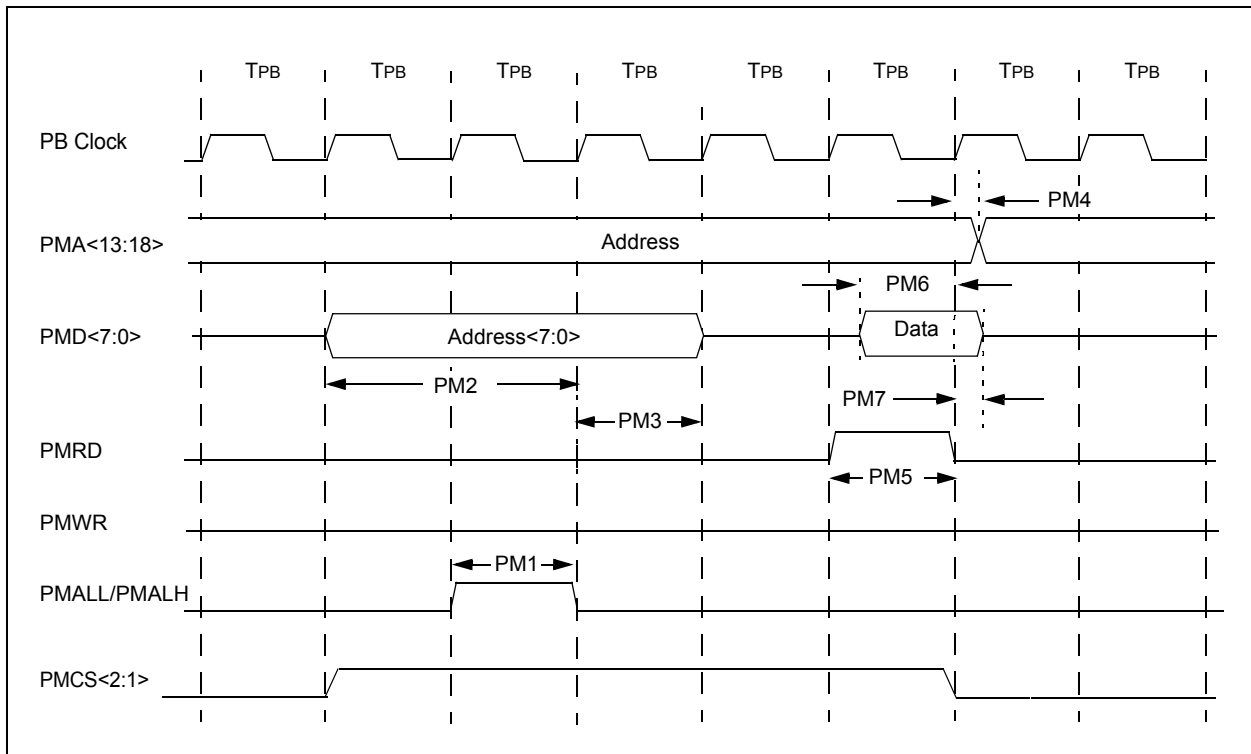 TPB TPB TPB TPB TPB TPB TPB TPB
PB Clock
PM4
PMA<13:18>
Address
PM6
PMD<7:0>
Address<7:0>
Data
PM2
PM7
PM3
PMRD
PM5
PMWR
PM1
PMALL/PMALH
PMCS<2:1>